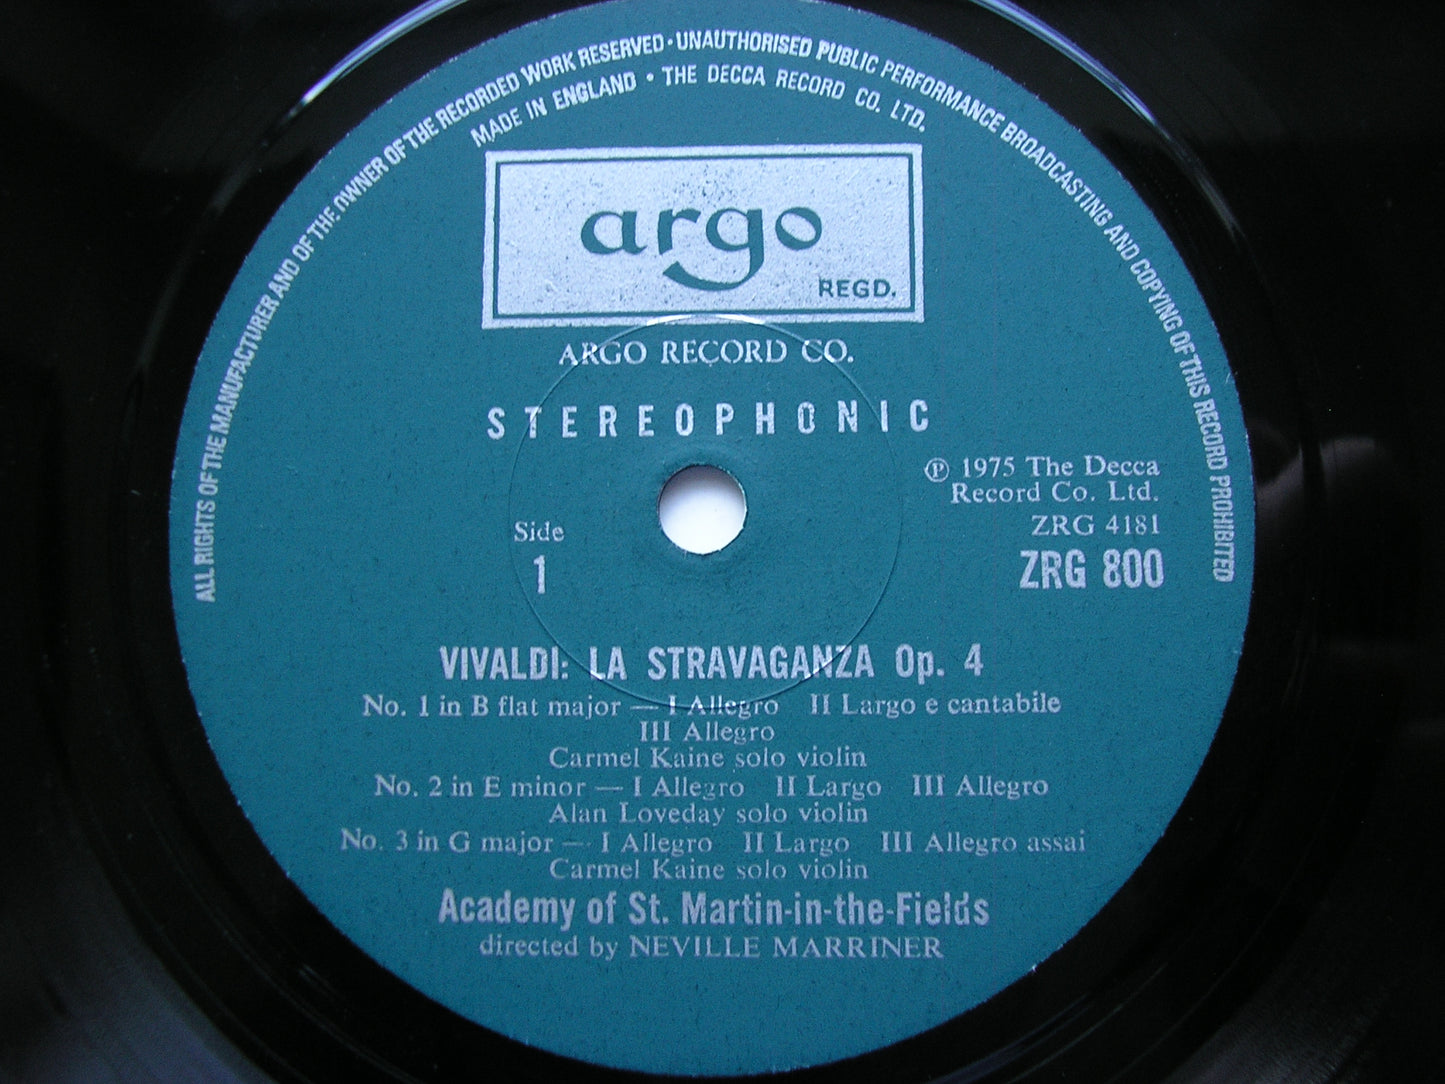 ALL RIGHTS OF THE MANUFACTURER AND OF THE OWNER OF THE RECORDED WORK RESERVED · UNAUTHORISED PUBLIC PERFORMANCE BROADCASTING AND COPYING OF THIS RECORD PROHIBITED
MADE IN ENGLAND • THE DECCA RECORD CO. LTD.
argo
REGD.
ARGO RECORD CO.
STEREOPHONIC
℗ 1975 The Decca
Record Co. Ltd.
ZRG 4181
Side
1
ZRG 800
VIVALDI: LA STRAVAGANZA Op. 4
No. 1 in B flat major — I Allegro II Largo e cantabile
III Allegro
Carmel Kaine solo violin
No. 2 in E minor — I Allegro II Largo III Allegro
Alan Loveday solo violin
No. 3 in G major — I Allegro II Largo III Allegro assai
Carmel Kaine solo violin
Academy of St. Martin-in-the-Fields
directed by NEVILLE MARRINER